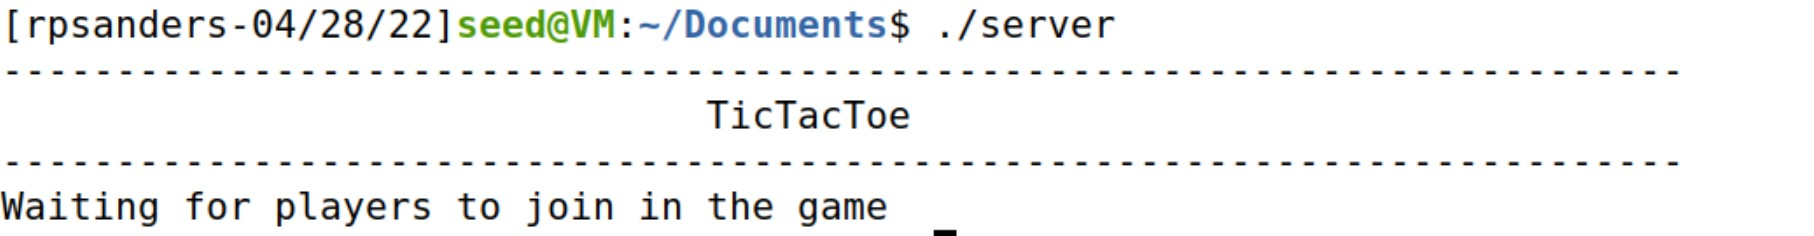 [rpsanders-04/28/22]seed@VM:~/Documents$ ./server
---------------------------------------------------------------------------
TicTacToe
---------------------------------------------------------------------------
Waiting for players to join in the game